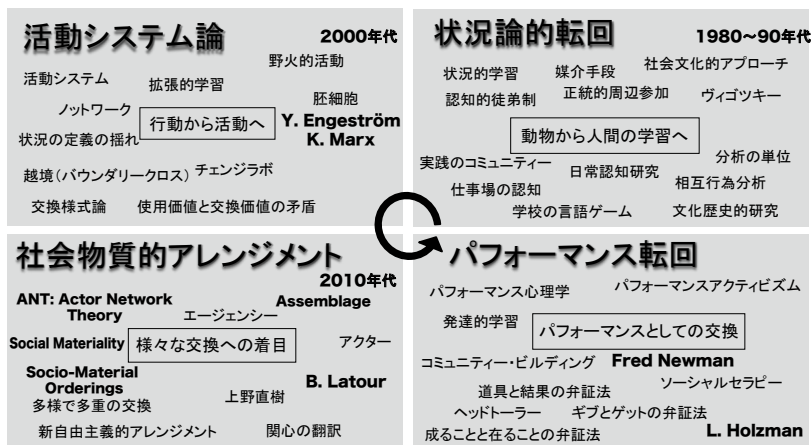 活動システム論
2000年代
野火的活動
活動システム
拡張的学習
ノットワーク
胚細胞
行動から活動へ
Y. Engeström
K. Marx
状況の定義の揺れ
越境（バウンダリークロス）
チェンジラボ
交換様式論
使用価値と交換価値の矛盾
状況論的転回
1980〜90年代
状況的学習
媒介手段
社会文化的アプローチ
認知的徒弟制
正統的周辺参加
ヴィゴツキー
動物から人間の学習へ
実践のコミュニティー
日常認知研究
分析の単位
仕事場の認知
相互行為分析
学校の言語ゲーム
文化歴史的研究
社会物質的アレンジメント
2010年代
ANT: Actor Network
Theory
Assemblage
エージェンシー
Social Materiality
様々な交換への着目
アクター
Socio-Material
Orderings
B. Latour
上野直樹
多様で多重の交換
新自由主義的アレンジメント
関心の翻訳
パフォーマンス転回
パフォーマンス心理学
パフォーマンスアクティビズム
発達的学習
パフォーマンスとしての交換
コミュニティー・ビルディング
Fred Newman
道具と結果の弁証法
ソーシャルセラピー
ヘッドトーラー
ギブとゲットの弁証法
成ることと在ることの弁証法
L. Holzman